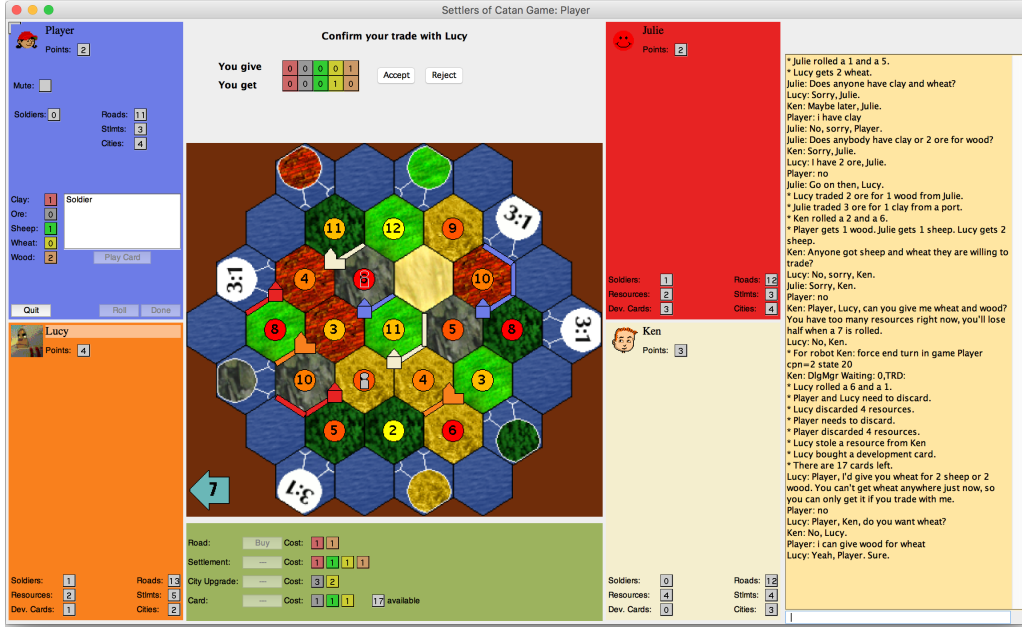 Settlers of Catan Game: Player
Player
Points: 2
Mute:
Soldiers: 0
Roads: 11
Stlmts: 3
Cities: 4
Clay: 1
Ore: 0
Sheep: 1
Wheat: 0
Wood: 2
Soldier
Play Card
Quit
Roll
Done
Confirm your trade with Lucy
You give 0 0 0 0 1
You get 0 0 0 1 0
Accept
Reject
Julie
Points: 2
Soldiers: 1
Resources: 2
Dev. Cards: 3
Roads: 12
Stlmts: 3
Cities: 4
Lucy
Points: 4
Soldiers: 1
Resources: 2
Dev. Cards: 1
Roads: 13
Stlmts: 5
Cities: 2
Ken
Points: 3
Soldiers: 0
Resources: 4
Dev. Cards: 0
Roads: 12
Stlmts: 4
Cities: 3
11 12 9
3:1
3:1 4 10
8 3 11 5 8 3:1
10 4 3
5 2 6
3:1
7
Road: Buy Cost: 1 1
Settlement: — Cost: 1 1 1 1
City Upgrade: — Cost: 3 2
Card: — Cost: 1 1 1 17 available
* Julie rolled a 1 and a 5.
* Lucy gets 2 wheat.
Julie: Does anyone have clay and wheat?
Lucy: Sorry, Julie.
Ken: Maybe later, Julie.
Player: i have clay
Julie: No, sorry, Player.
Julie: Does anybody have clay or 2 ore for wood?
Ken: Sorry, Julie.
Lucy: I have 2 ore, Julie.
Player: no
Julie: Go on then, Lucy.
* Lucy traded 2 ore for 1 wood from Julie.
* Julie traded 3 ore for 1 clay from a port.
* Ken rolled a 2 and a 6.
* Player gets 1 wood. Julie gets 1 sheep. Lucy gets 2
sheep.
Ken: Anyone got sheep and wheat they are willing to
trade?
Lucy: No, sorry, Ken.
Julie: Sorry, Ken.
Player: no
Ken: Player, Lucy, can you give me wheat and wood?
You have too many resources right now, you'll lose
half when a 7 is rolled.
Lucy: No, Ken.
* For robot Ken: force end turn in game Player
cpn=2 state 20
Ken: DlgMgr Waiting: 0,TRD:
* Lucy rolled a 6 and a 1.
* Player and Lucy need to discard.
* Lucy discarded 4 resources.
* Player needs to discard.
* Player discarded 4 resources.
* Lucy stole a resource from Ken
* Lucy bought a development card.
* There are 17 cards left.
Lucy: Player, I'd give you wheat for 2 sheep or 2
wood. You can't get wheat anywhere just now, so
you can only get it if you trade with me.
Player: no
Lucy: Player, Ken, do you want wheat?
Ken: No, Lucy.
Player: i can give wood for wheat
Lucy: Yeah, Player. Sure.